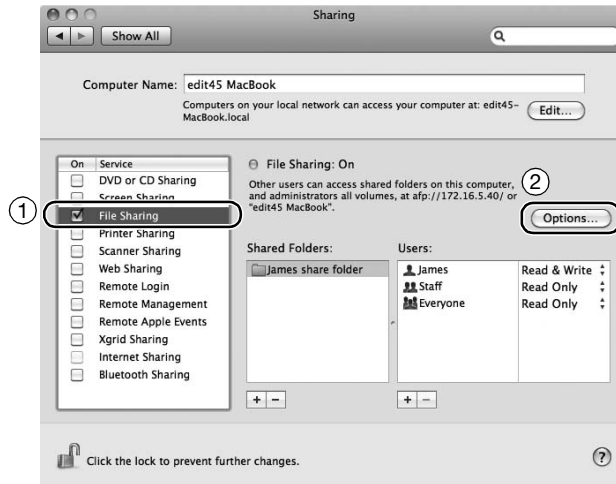 Sharing
Show All
Computer Name: edit45 MacBook
Computers on your local network can access your computer at: edit45-
MacBook.local
Edit...
On Service
DVD or CD Sharing
Screen Sharing
1 File Sharing
Printer Sharing
Scanner Sharing
Web Sharing
Remote Login
Remote Management
Remote Apple Events
Xgrid Sharing
Internet Sharing
Bluetooth Sharing
File Sharing: On
Other users can access shared folders on this computer,
and administrators all volumes, at afp://172.16.5.40/ or
"edit45 MacBook".
2
Options...
Shared Folders:
James share folder
+ −
Users:
James Read & Write
Staff Read Only
Everyone Read Only
+ −
Click the lock to prevent further changes.
?